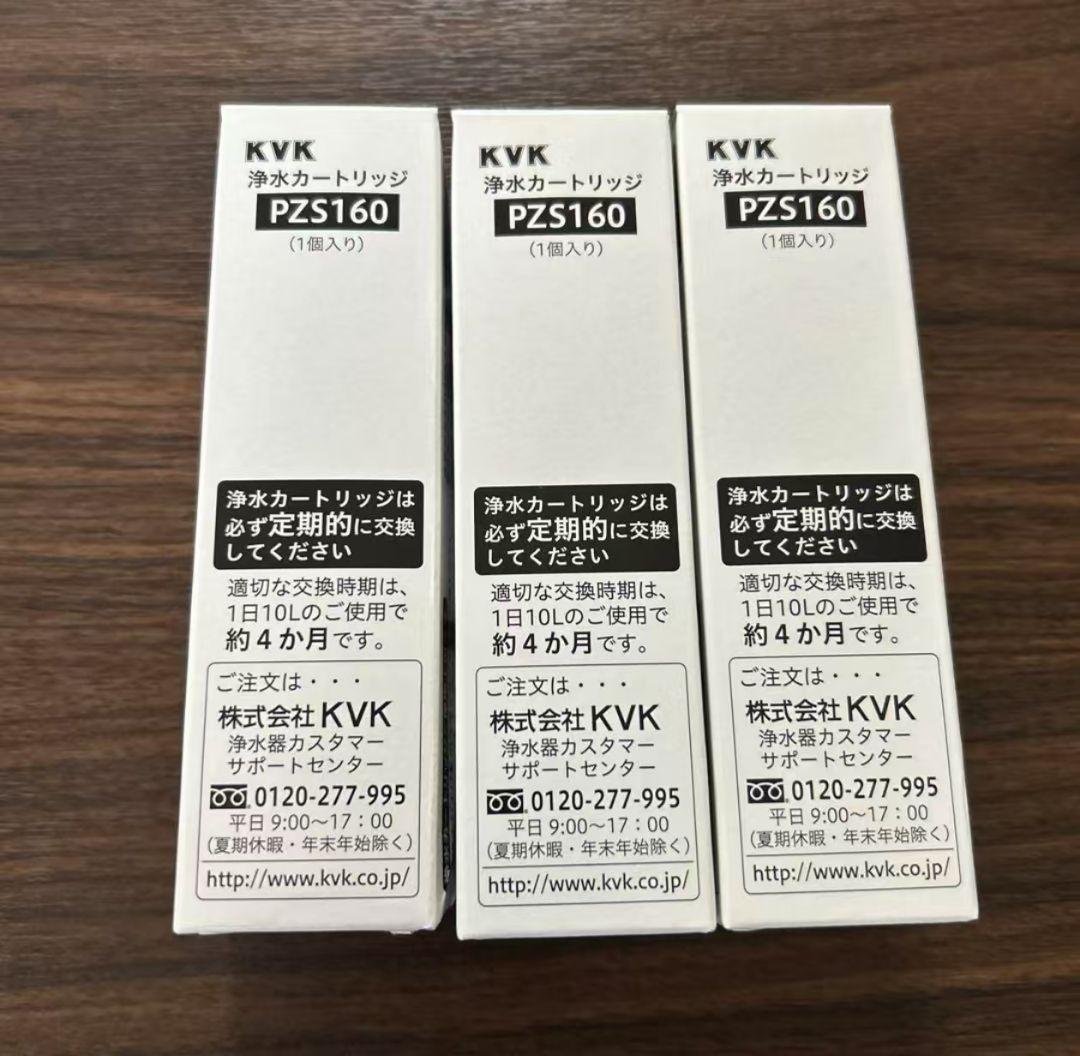 KVK
浄水カートリッジ
PZS160
(1個入り)
浄水カートリッジは
必ず定期的に交換
してください
適切な交換時期は、
1日10Lのご使用で
約4か月です。
ご注文は・・・
株式会社KVK
浄水器カスタマー
サポートセンター
0120-277-995
平日 9:00〜17:00
(夏期休暇・年末年始除く)
http://www.kvk.co.jp/
KVK
浄水カートリッジ
PZS160
(1個入り)
浄水カートリッジは
必ず定期的に交換
してください
適切な交換時期は、
1日10Lのご使用で
約4か月です。
ご注文は・・・
株式会社KVK
浄水器カスタマー
サポートセンター
0120-277-995
平日 9:00〜17:00
(夏期休暇・年末年始除く)
http://www.kvk.co.jp/
KVK
浄水カートリッジ
PZS160
(1個入り)
浄水カートリッジは
必ず定期的に交換
してください
適切な交換時期は、
1日10Lのご使用で
約4か月です。
ご注文は・・・
株式会社KVK
浄水器カスタマー
サポートセンター
0120-277-995
平日 9:00〜17:00
(夏期休暇・年末年始除く)
http://www.kvk.co.jp/